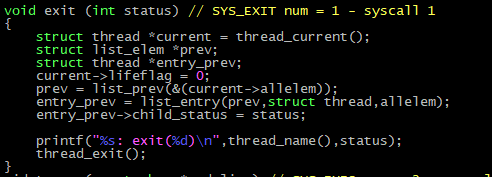 void exit (int status) // SYS_EXIT num = 1 - syscall 1
{
    struct thread *current = thread_current();
    struct list_elem *prev;
    struct thread *entry_prev;
    current->lifeflag = 0;
    prev = list_prev(&(current->allelem));
    entry_prev = list_entry(prev,struct thread,allelem);
    entry_prev->child_status = status;

    printf("%s: exit(%d)\n",thread_name(),status);
    thread_exit();
}